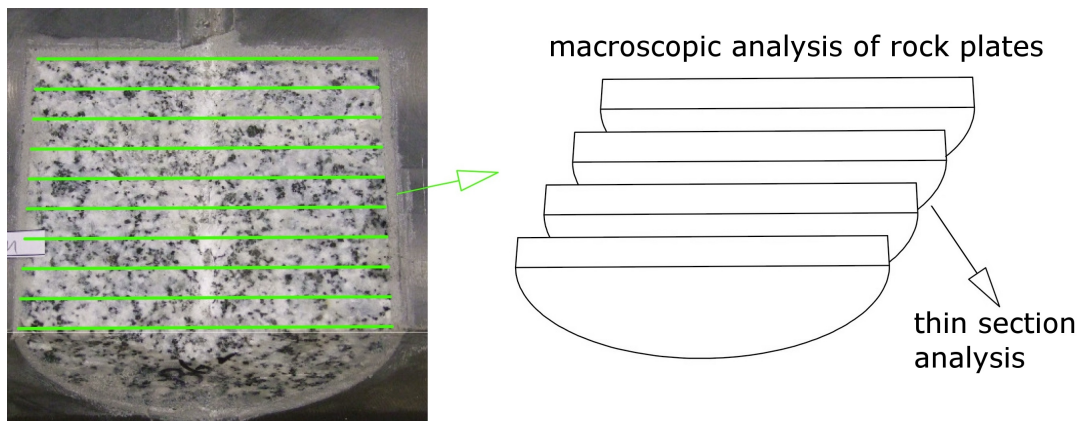 macroscopic analysis of rock plates
thin section
analysis